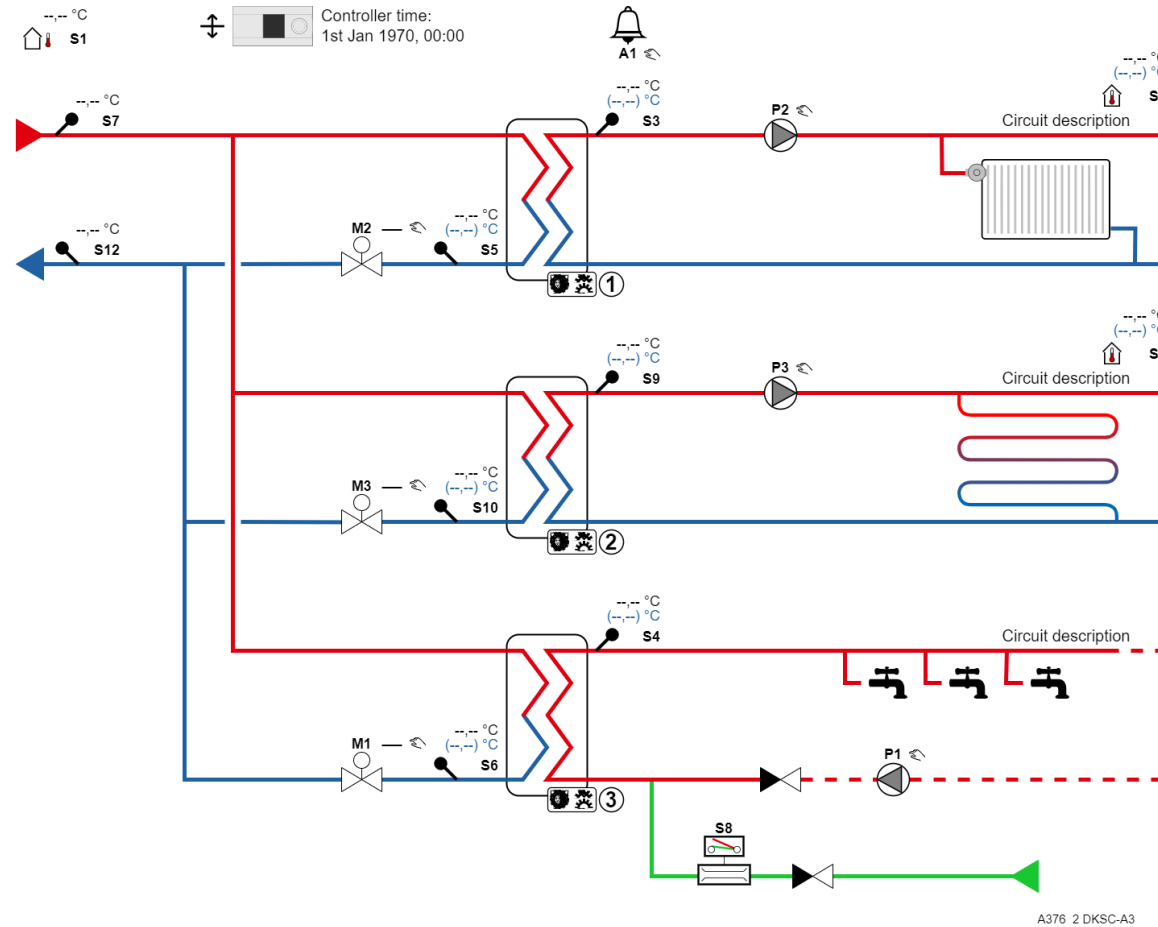 --,-- °C
S1
Controller time:
1st Jan 1970, 00:00
A1
--,-- °C
(--,--) °C
S
--,-- °C
S7
--,-- °C
(--,--) °C
S3
P2
Circuit description
--,-- °C
S12
M2
--,-- °C
(--,--) °C
S5
1
--,-- °C
(--,--) °C
S
--,-- °C
(--,--) °C
S9
P3
Circuit description
M3
--,-- °C
(--,--) °C
S10
2
--,-- °C
(--,--) °C
S4
Circuit description
M1
--,-- °C
(--,--) °C
S6
P1
3
S8
A376 2 DKSC-A3